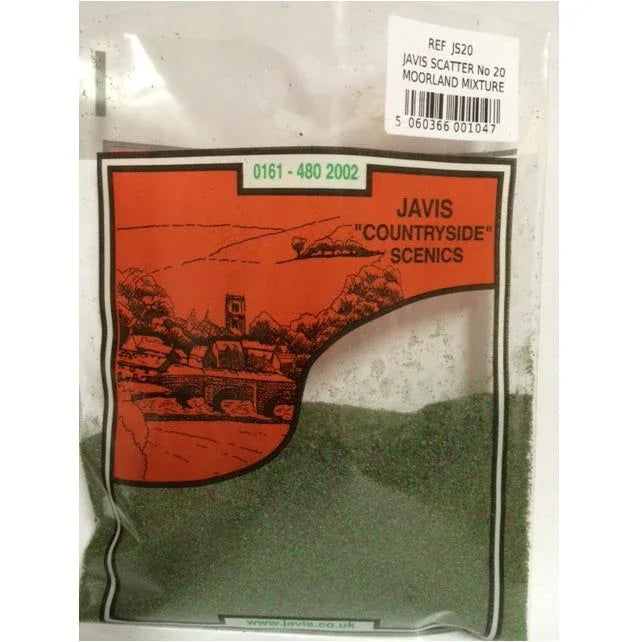 REF JS20
JAVIS SCATTER No 20
MOORLAND MIXTURE
5 060366 001047
0161 - 480 2002
JAVIS
"COUNTRYSIDE"
SCENICS
www.javis.co.uk